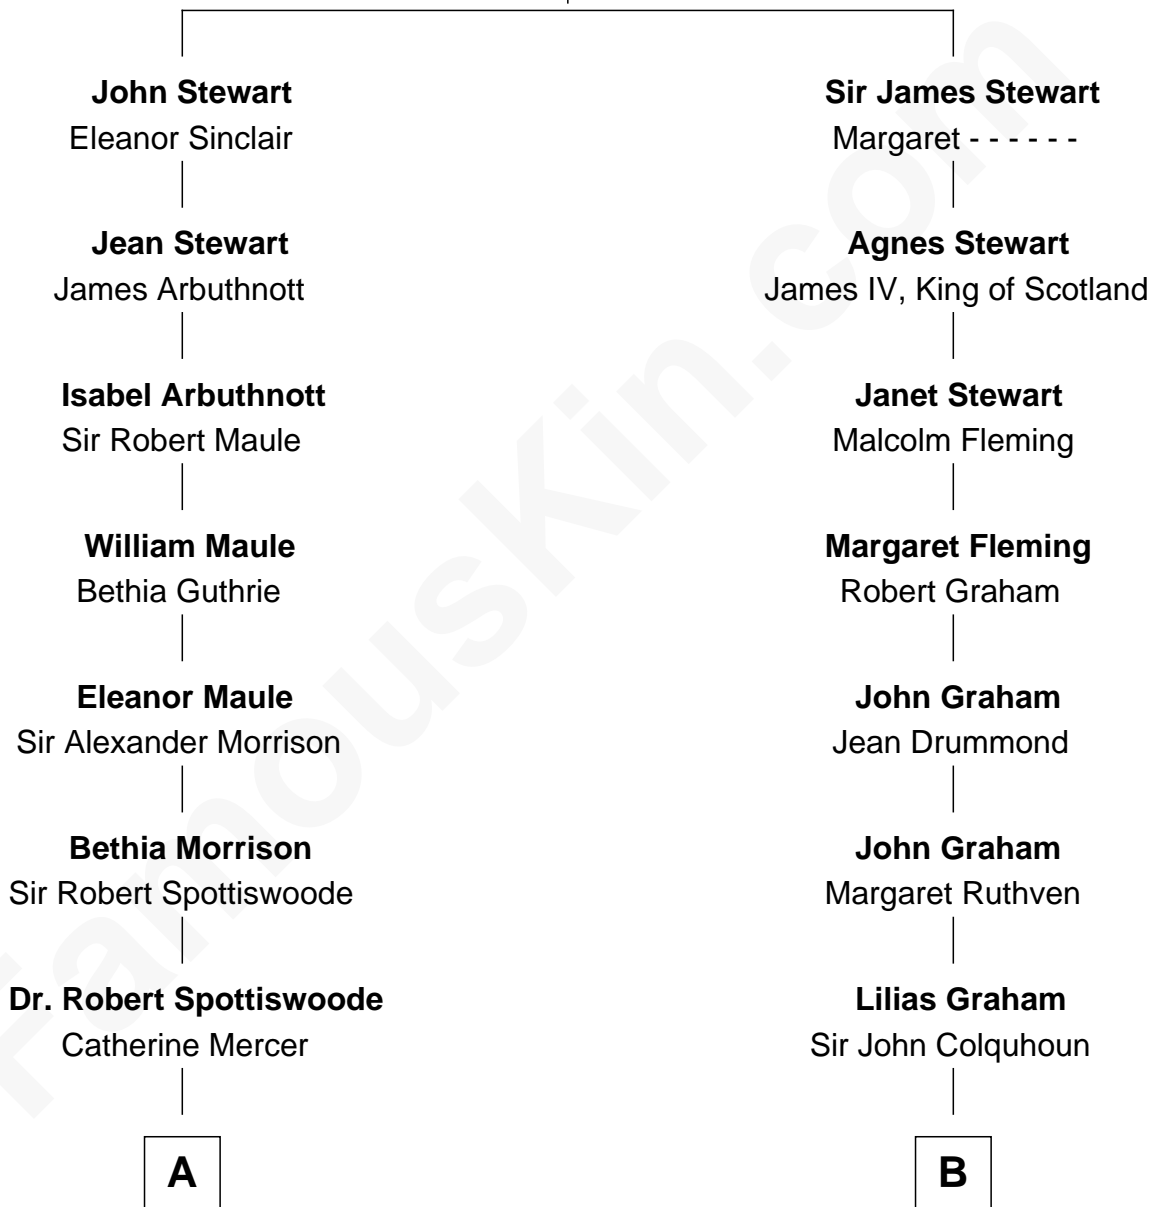 John Stewart
Eleanor Sinclair
Jean Stewart
James Arbuthnott
Isabel Arbuthnott
Sir Robert Maule
William Maule
Bethia Guthrie
Eleanor Maule
Sir Alexander Morrison
Bethia Morrison
Sir Robert Spottiswoode
Dr. Robert Spottiswoode
Catherine Mercer
A
Sir James Stewart
Margaret - - - - - -
Agnes Stewart
James IV, King of Scotland
Janet Stewart
Malcolm Fleming
Margaret Fleming
Robert Graham
John Graham
Jean Drummond
John Graham
Margaret Ruthven
Lilias Graham
Sir John Colquhoun
B
FamousKin.com